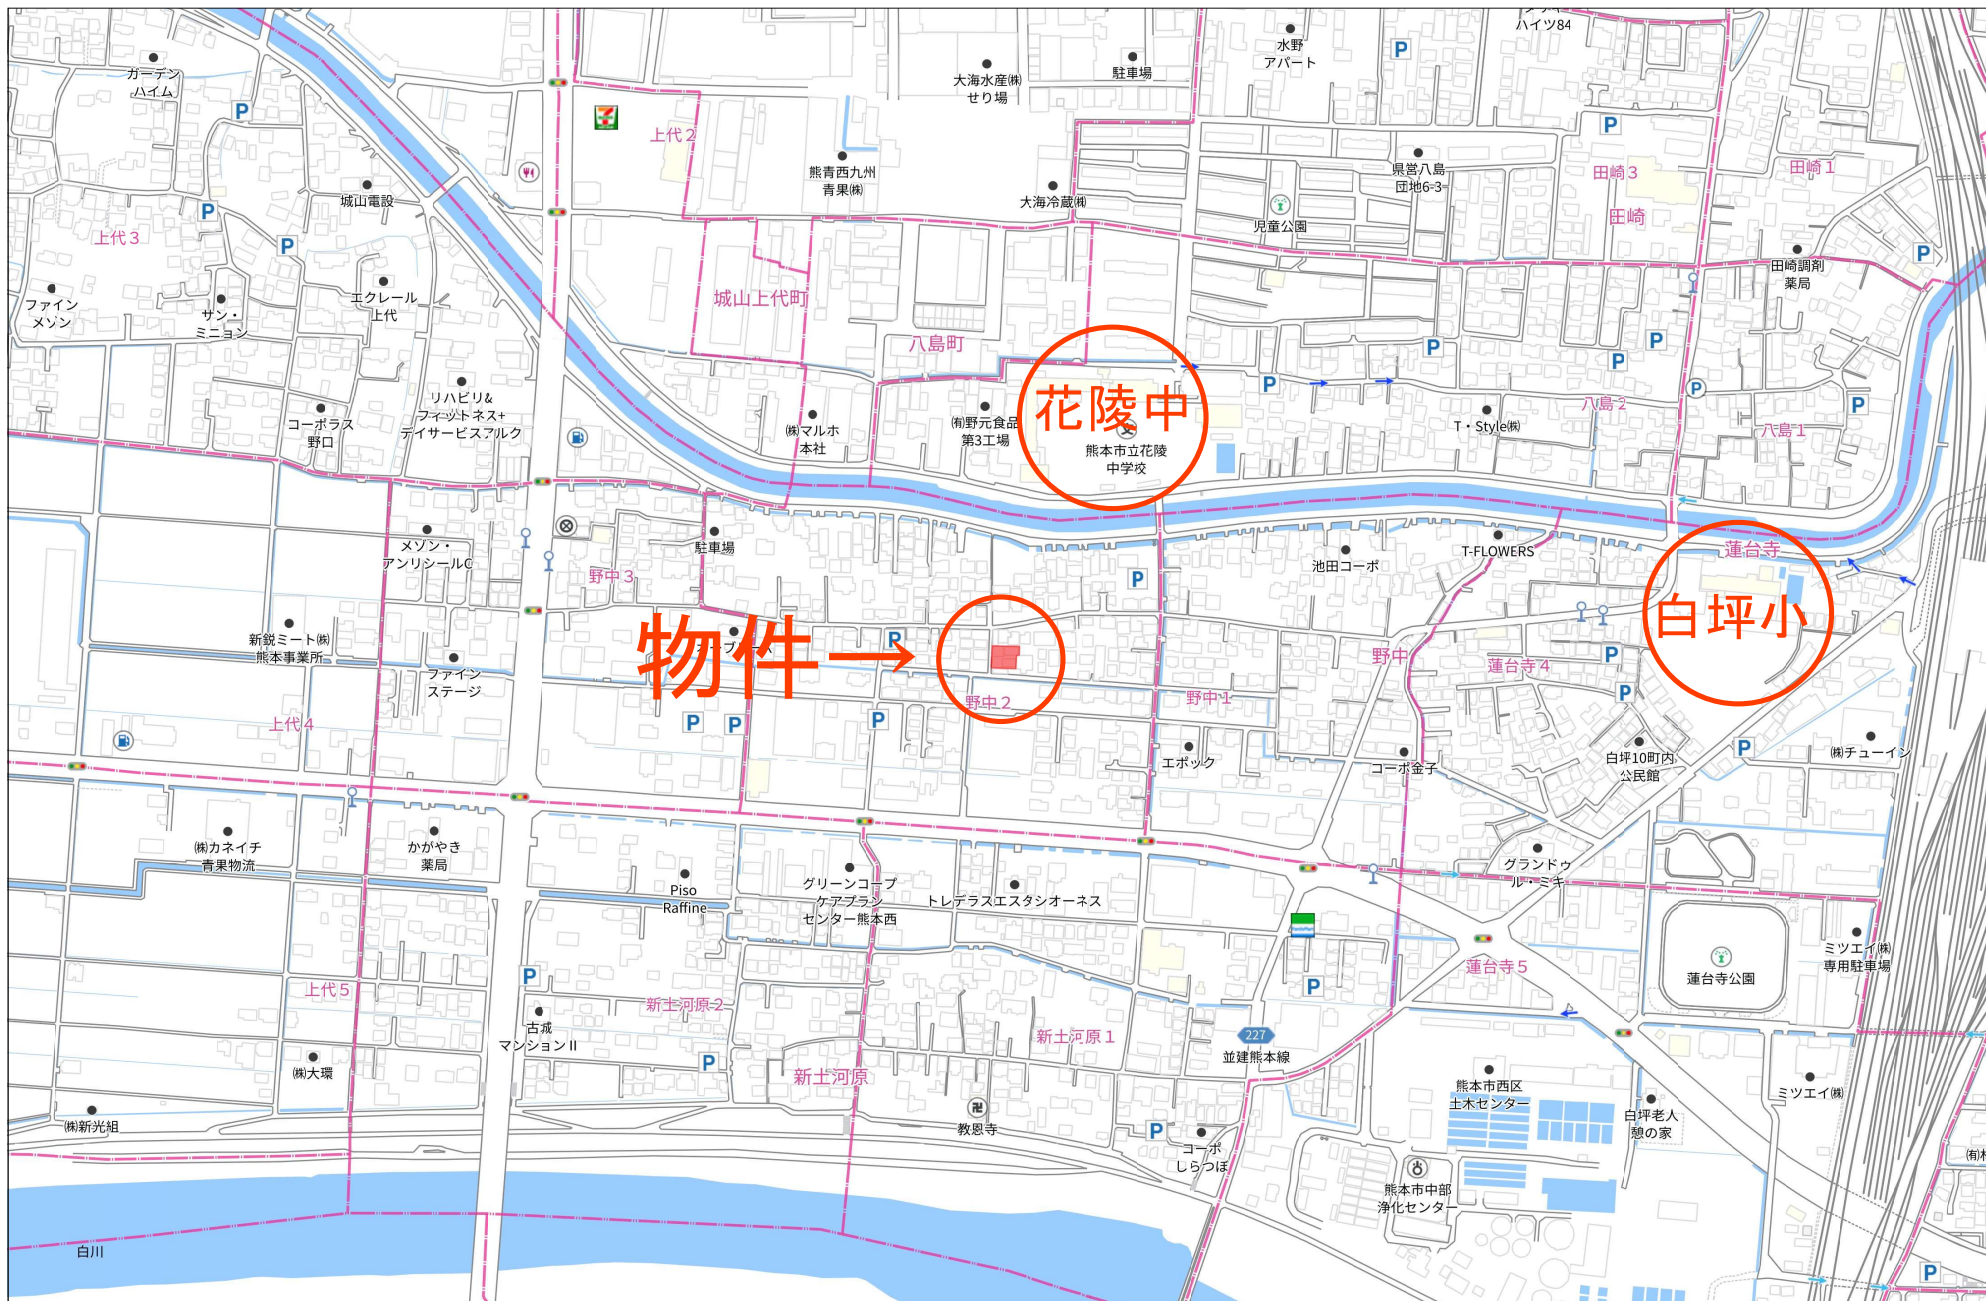 ハイツ84
水野
アパート
ガーデン
ハイム
大海水産㈱
せり場
駐車場
上代2
熊青西九州
青果㈱
城山電設
大海冷蔵㈱
県営八島
団地6-3
田崎3
田崎1
田崎
児童公園
上代3
田崎調剤
薬局
ファイン
メゾン
サン・
ミニョン
エクレール
上代
城山上代町
八島町
リハビリ&
フィットネス+
デイサービスアルク
コーポラス
野口
㈱マルホ
本社
㈲野元食品
第3工場
花陵中
熊本市立花陵
中学校
T・Style㈱
八島2
八島1
メゾン・
アンリシールC
駐車場
野中3
池田コーポ
T-FLOWERS
蓮台寺
白坪小
物件→
新鋭ミート㈱
熊本事業所
ファイン
ステージ
野中2
野中1
野中
蓮台寺4
上代4
エポック
コーポ金子
白坪10町内
公民館
㈱チューイン
㈱カネイチ
青果物流
かがやき
薬局
Piso
Raffine
グリーンコープ
ケアプラン
センター熊本西
トレデラスエスタシオーネス
グランドゥ
ル・ミキ
上代5
新土河原2
新土河原1
蓮台寺5
蓮台寺公園
ミツエイ㈱
専用駐車場
古城
マンションⅡ
227
並建熊本線
㈱大環
新土河原
熊本市西区
土木センター
ミツエイ㈱
㈱新光組
教恩寺
コーポ
しらつぼ
白坪老人
憩の家
熊本市中部
浄化センター
白川